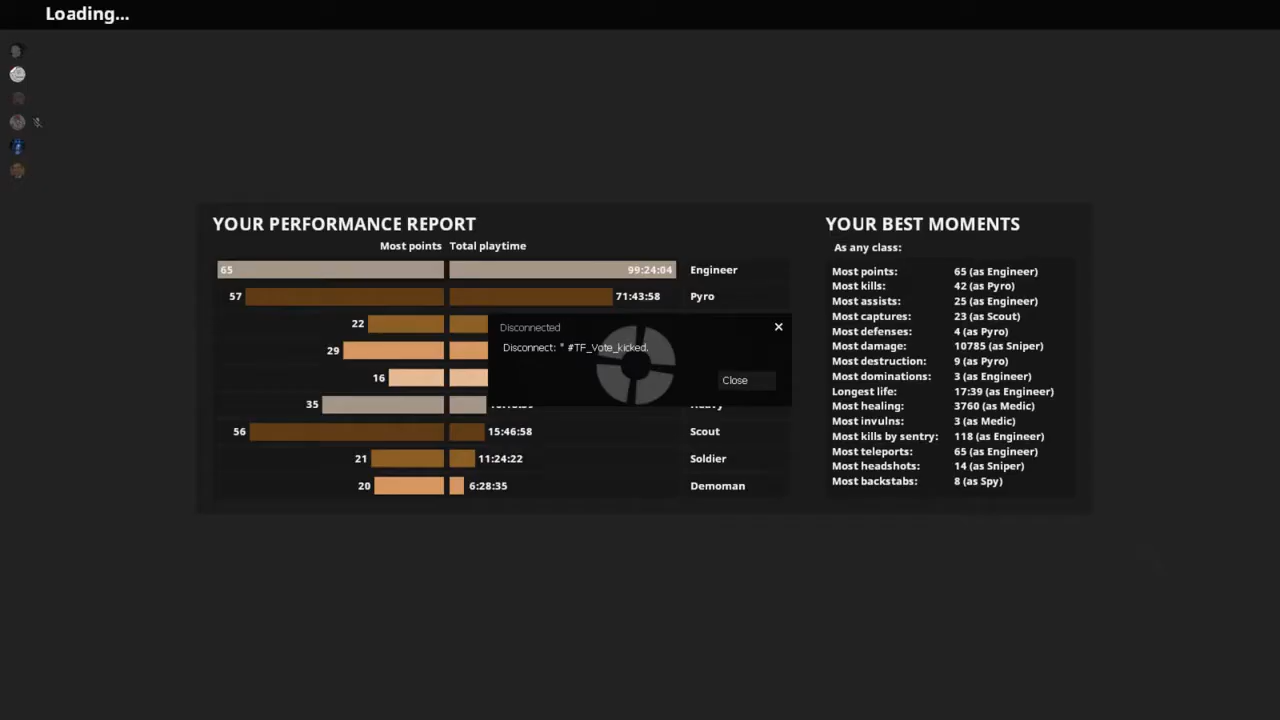 Loading...
YOUR PERFORMANCE REPORT
Most points Total playtime
65 99:24:04 Engineer
57 71:43:58 Pyro
22
29
16
35
56 15:46:58 Scout
21 11:24:22 Soldier
20 6:28:35 Demoman
Disconnected
Disconnect: * #TF_Vote_kicked.
Close
YOUR BEST MOMENTS
As any class:
Most points: 65 (as Engineer)
Most kills: 42 (as Pyro)
Most assists: 25 (as Engineer)
Most captures: 23 (as Scout)
Most defenses: 4 (as Pyro)
Most damage: 10785 (as Sniper)
Most destruction: 9 (as Pyro)
Most dominations: 3 (as Engineer)
Longest life: 17:39 (as Engineer)
Most healing: 3760 (as Medic)
Most invulns: 3 (as Medic)
Most kills by sentry: 118 (as Engineer)
Most teleports: 65 (as Engineer)
Most headshots: 14 (as Sniper)
Most backstabs: 8 (as Spy)